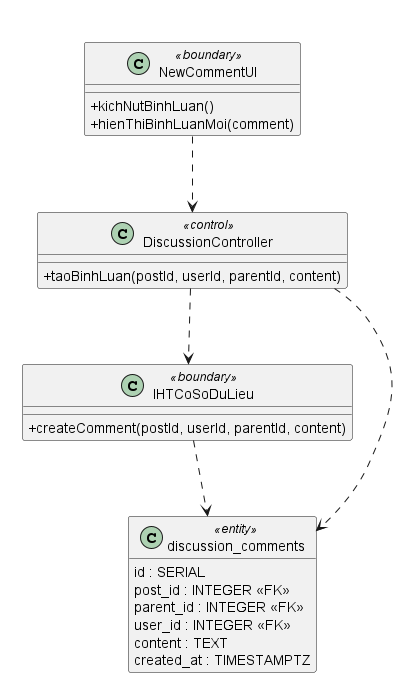 C
«boundary»
NewCommentUI
+kichNutBinhLuan()
+hienThiBinhLuanMoi(comment)
C
«control»
DiscussionController
+taoBinhLuan(postId, userId, parentId, content)
C
«boundary»
IHTCoSoDuLieu
+createComment(postId, userId, parentId, content)
C
«entity»
discussion_comments
id : SERIAL
post_id : INTEGER «FK»
parent_id : INTEGER «FK»
user_id : INTEGER «FK»
content : TEXT
created_at : TIMESTAMPTZ